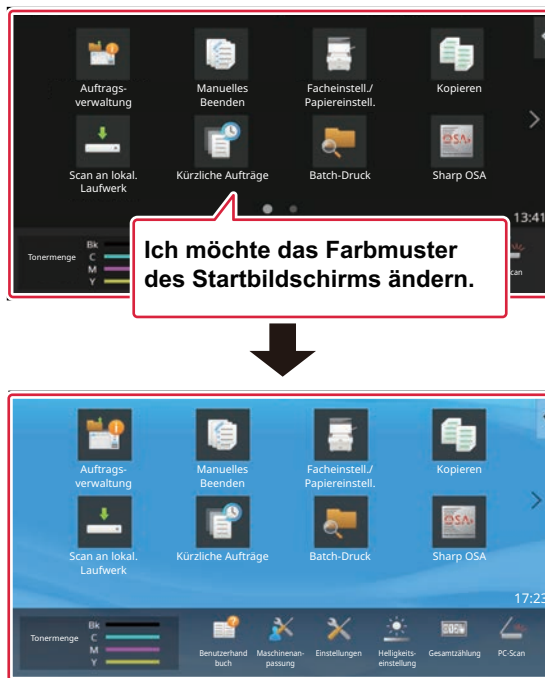 Auftrags-
verwaltung
Manuelles
Beenden
Facheinstell./
Papiereinstell.
Kopieren
Scan an lokal.
Laufwerk
Kürzliche Aufträge
Batch-Druck
OSA
Sharp OSA
13:41
Tonermenge
Bk
C
M
Y
Ich möchte das Farbmuster
des Startbildschirms ändern.
can
Auftrags-
verwaltung
Manuelles
Beenden
Facheinstell./
Papiereinstell.
Kopieren
Scan an lokal.
Laufwerk
Kürzliche Aufträge
Batch-Druck
OSA
Sharp OSA
17:23
Tonermenge
Bk
C
M
Y
Benutzerhand
buch
Maschinenan-
passung
Einstellungen
Helligkeits-
einstellung
Gesamtzählung
PC-Scan